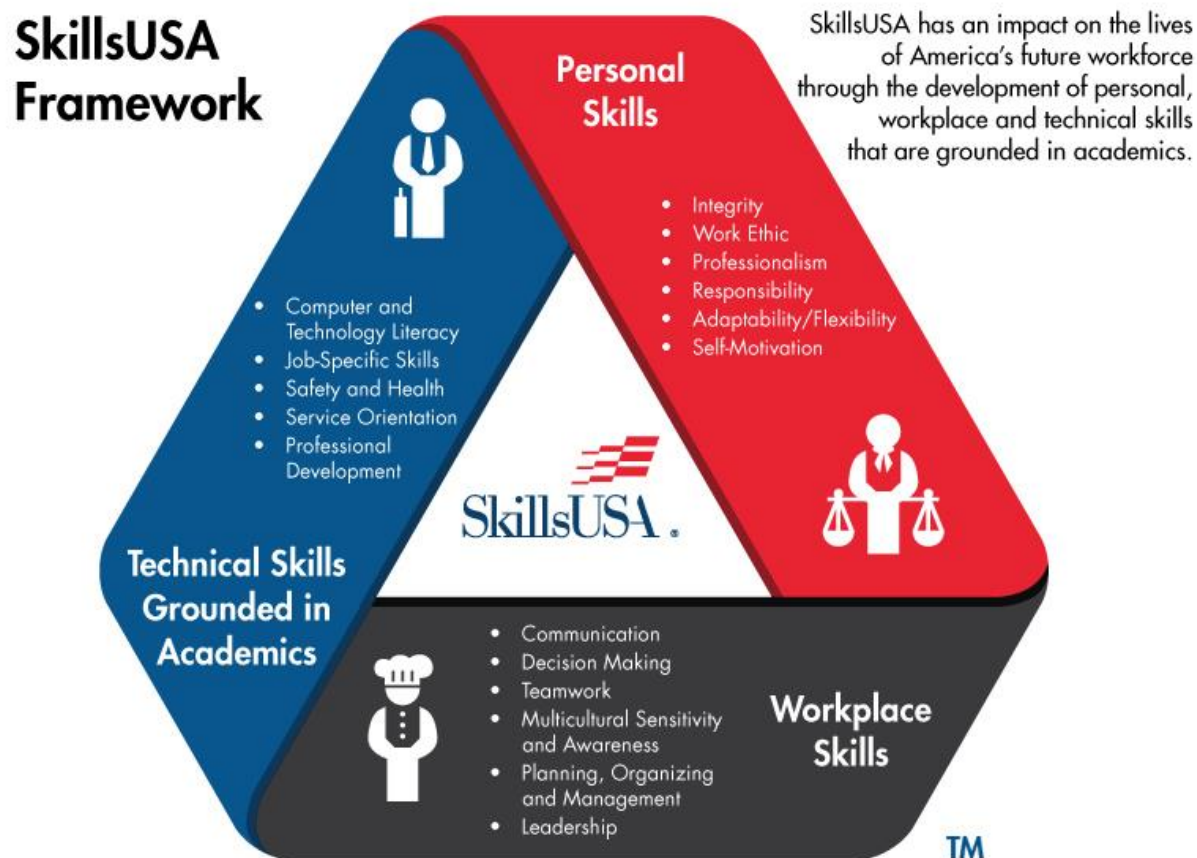 SkillsUSA
Framework
SkillsUSA has an impact on the lives
of America's future workforce
through the development of personal,
workplace and technical skills
that are grounded in academics.
Personal
Skills
• Integrity
• Work Ethic
• Professionalism
• Responsibility
• Adaptability/Flexibility
• Self-Motivation
• Computer and
Technology Literacy
• Job-Specific Skills
• Safety and Health
• Service Orientation
• Professional
Development
Technical Skills
Grounded in
Academics
SkillsUSA ®
• Communication
• Decision Making
• Teamwork
• Multicultural Sensitivity
and Awareness
• Planning, Organizing
and Management
• Leadership
Workplace
Skills
TM